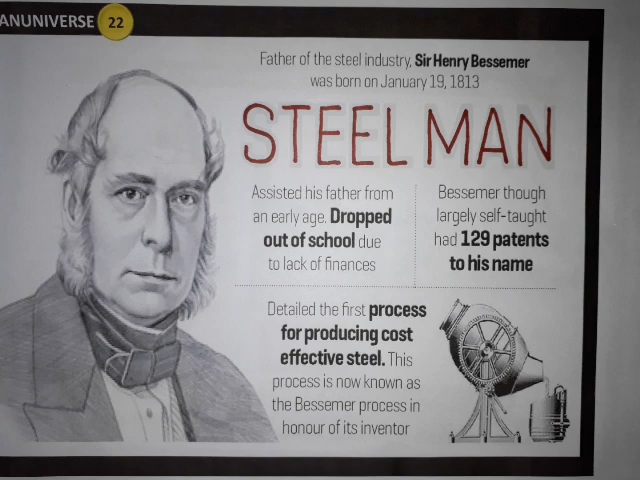 ANUNIVERSE 22
Father of the steel industry, Sir Henry Bessemer
was born on January 19, 1813
STEEL MAN
Assisted his father from
an early age. Dropped
out of school due
to lack of finances
Bessemer though
largely self-taught
had 129 patents
to his name
Detailed the first process
for producing cost
effective steel. This
process is now known as
the Bessemer process in
honour of its inventor